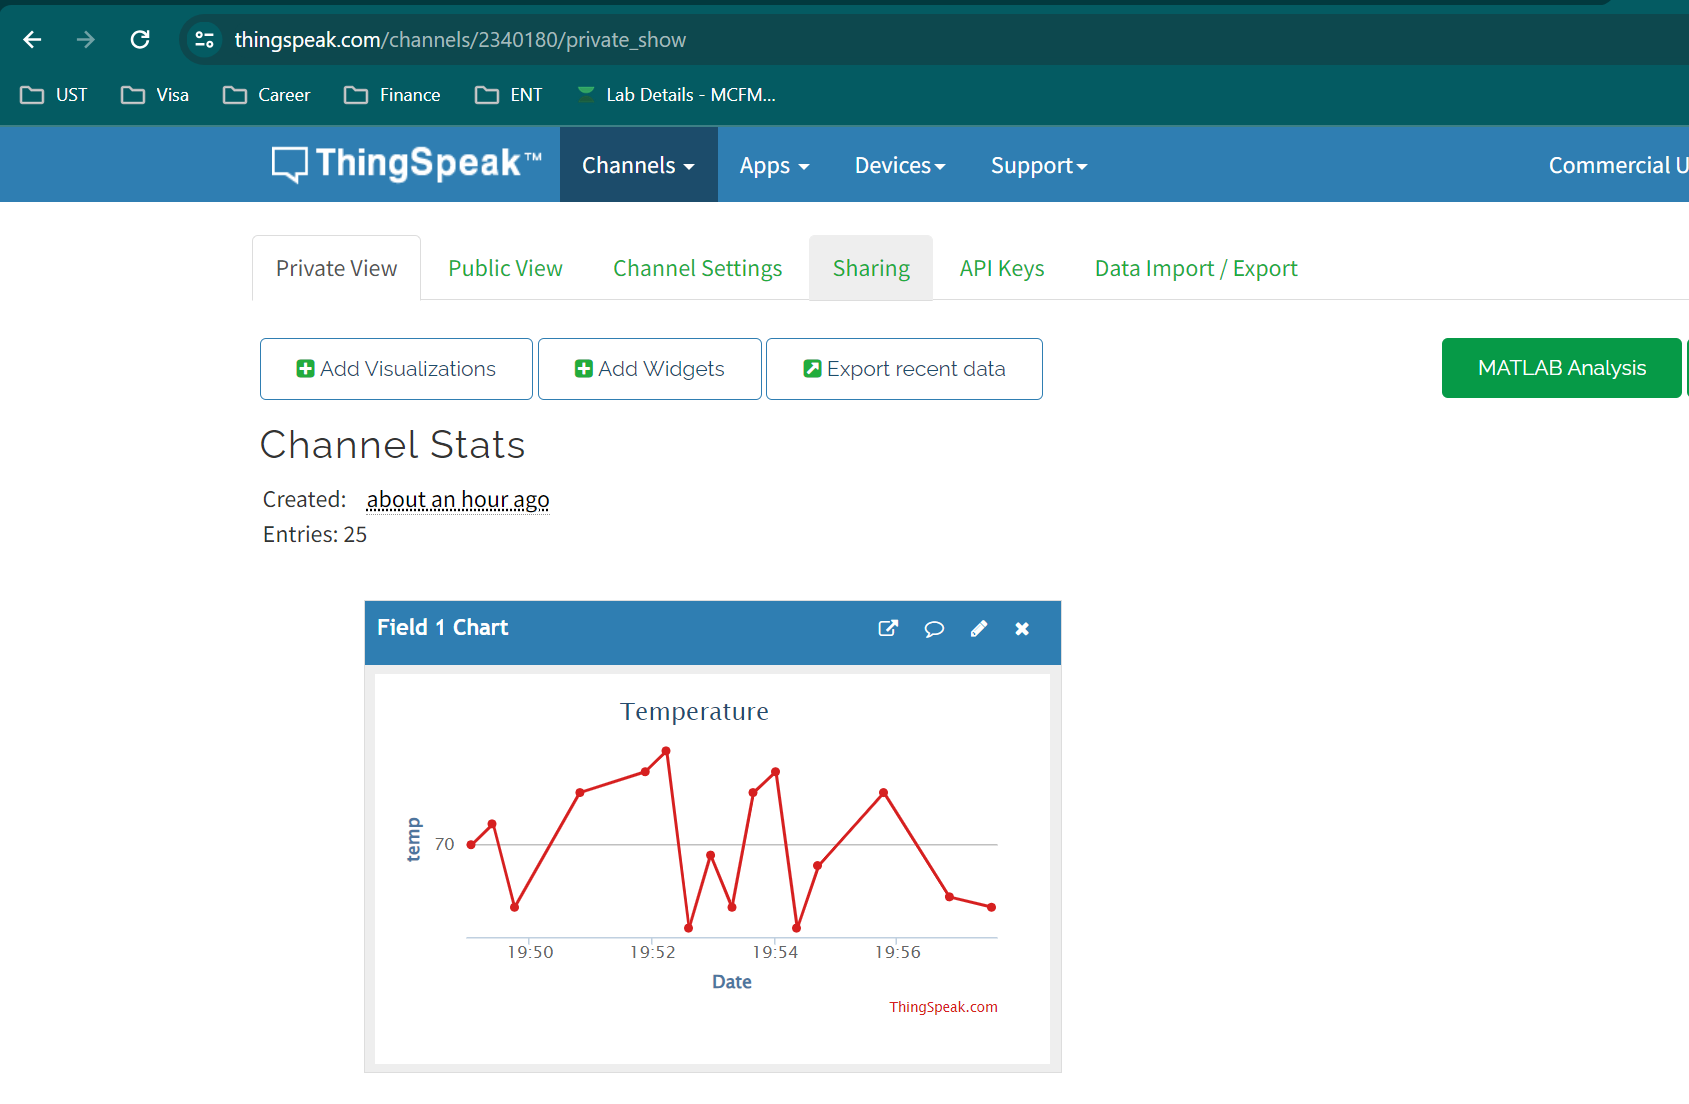 thingspeak.com/channels/2340180/private_show
UST Visa Career Finance ENT Lab Details - MCFM...
ThingSpeak™ Channels Apps Devices Support Commercial U
Private View Public View Channel Settings Sharing API Keys Data Import / Export
Add Visualizations Add Widgets Export recent data MATLAB Analysis
Channel Stats
Created: about an hour ago
Entries: 25
Field 1 Chart
Temperature
temp
70
19:50 19:52 19:54 19:56
Date
ThingSpeak.com